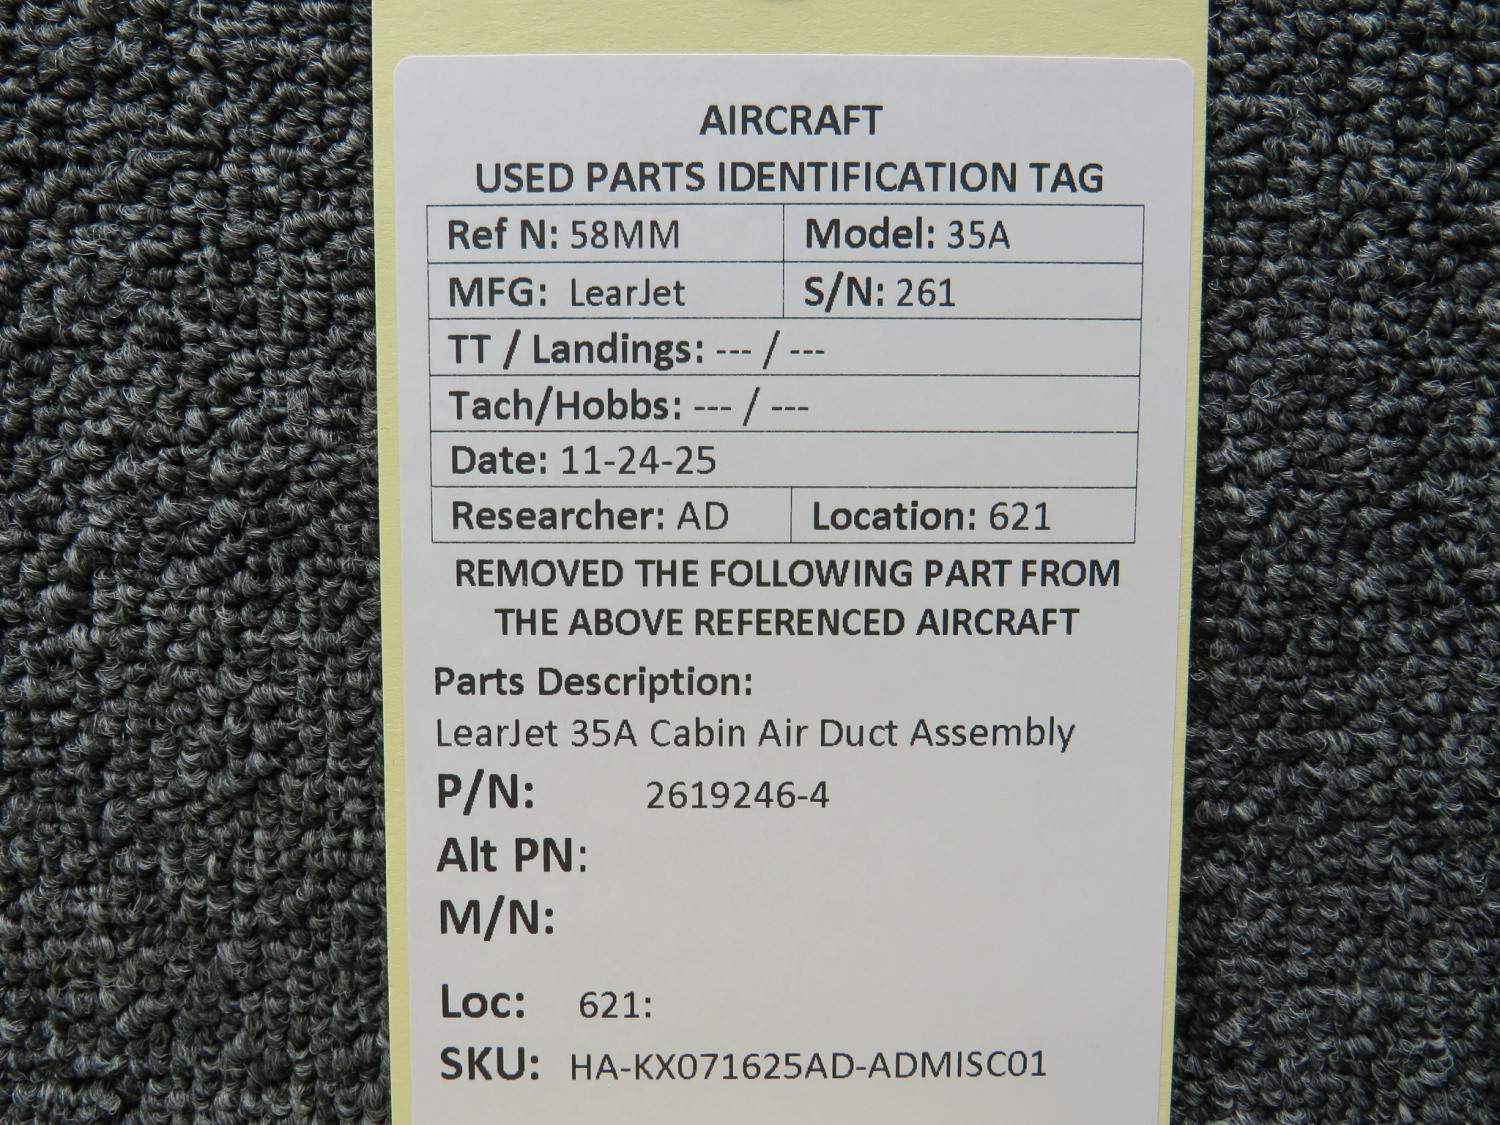 AIRCRAFT
USED PARTS IDENTIFICATION TAG
Ref N: 58MM Model: 35A
MFG: LearJet S/N: 261
TT / Landings: --- / ---
Tach/Hobbs: --- / ---
Date: 11-24-25
Researcher: AD Location: 621
REMOVED THE FOLLOWING PART FROM
THE ABOVE REFERENCED AIRCRAFT
Parts Description:
LearJet 35A Cabin Air Duct Assembly
P/N: 2619246-4
Alt PN:
M/N:
Loc: 621:
SKU: HA-KX071625AD-ADMISC01